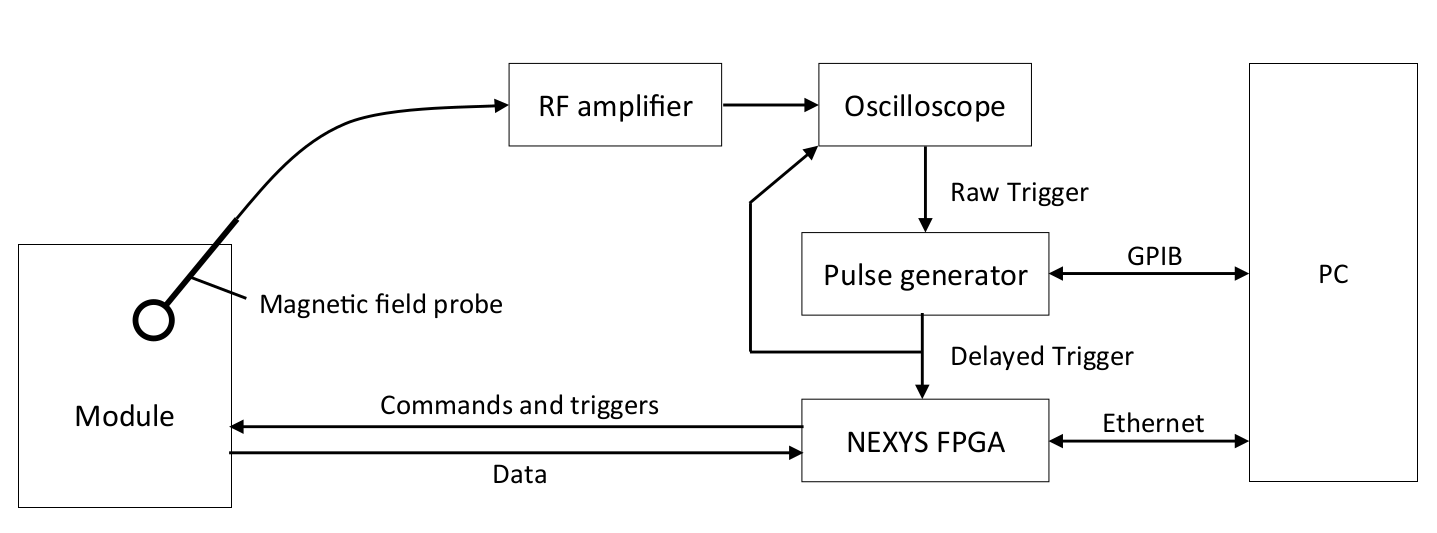 RF amplifier
Oscilloscope
Raw Trigger
Pulse generator
GPIB
PC
Magnetic field probe
Delayed Trigger
Commands and triggers
Module
NEXYS FPGA
Ethernet
Data